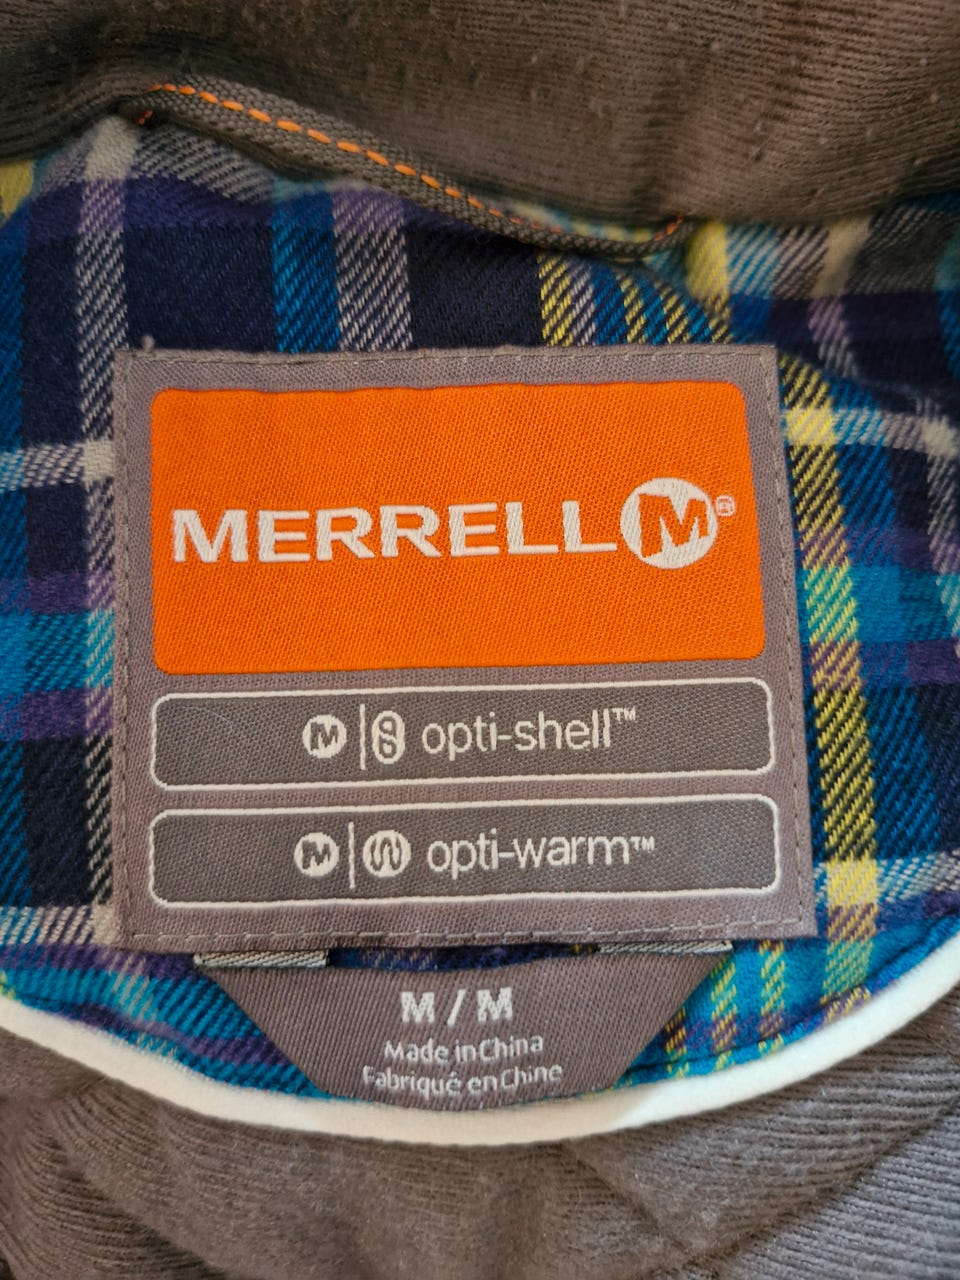 MERRELL M®
M opti-shell™
M opti-warm™
M / M
Made in China
Fabriqué en Chine